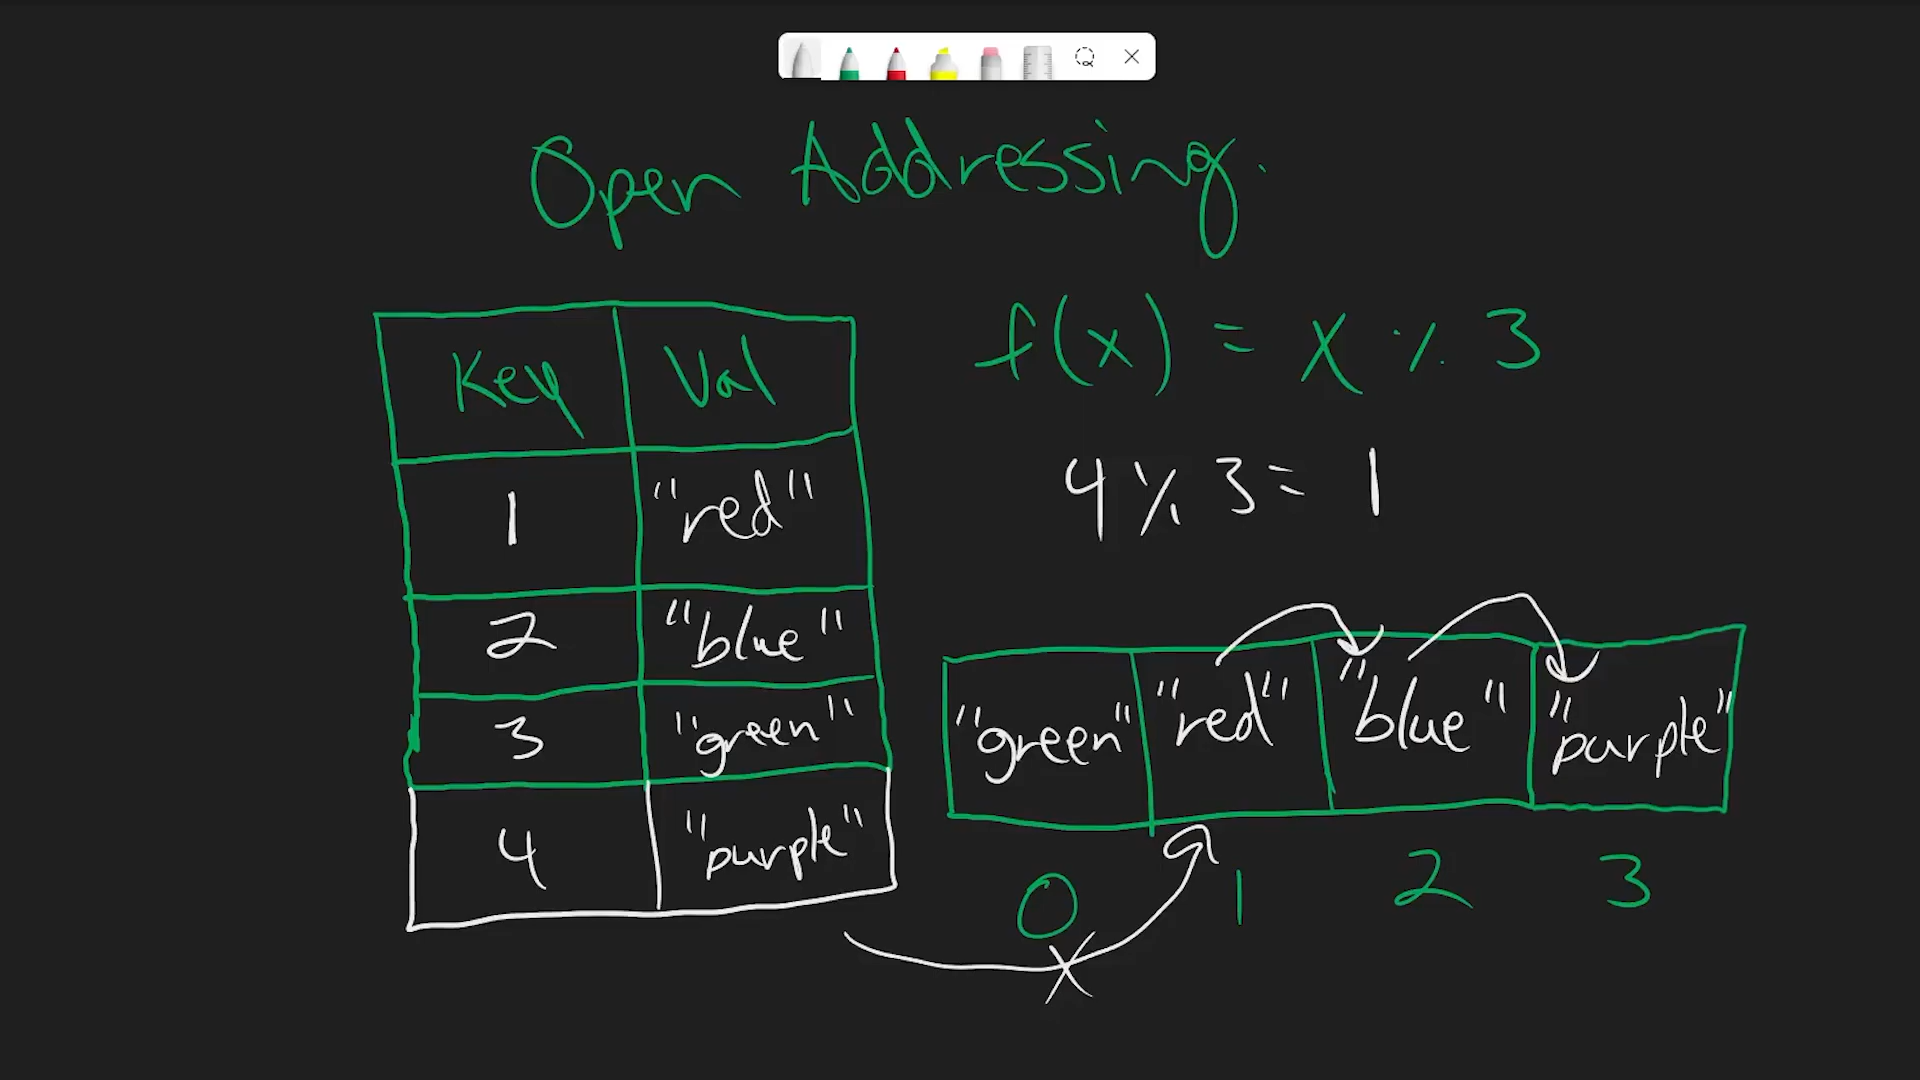 Open Addressing.
Key Val
1 "red"
2 "blue"
3 "green"
4 "purple"
f(x) = x % 3
4 % 3 = 1
"green" "red" "blue" "purple"
0 1 2 3